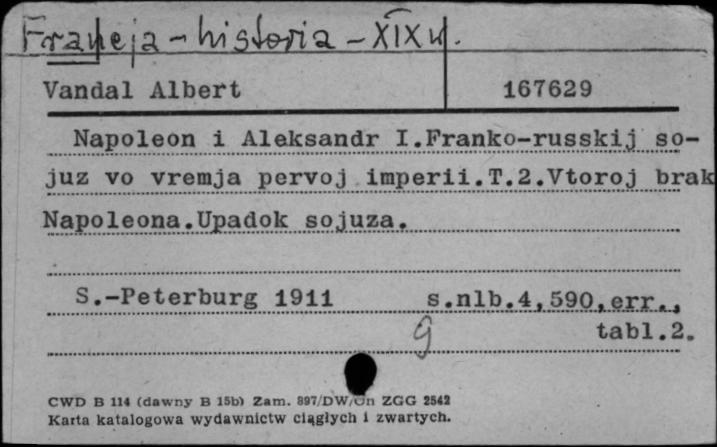 Francja - historia - XIX w.
Vandal Albert 167629
Napoleon i Aleksandr I.Franko-russkij so-
juz vo vremja pervoj imperii.T.2.Vtoroj brak
Napoleona.Upadok sojuza.
S.-Peterburg 1911 s.nlb.4,590,err.,
g tabl.2.
CWD B 114 (dawny B 15b) Zam. 897/DW/Un ZGG 2542
Karta katalogowa wydawnictw ciągłych i zwartych.